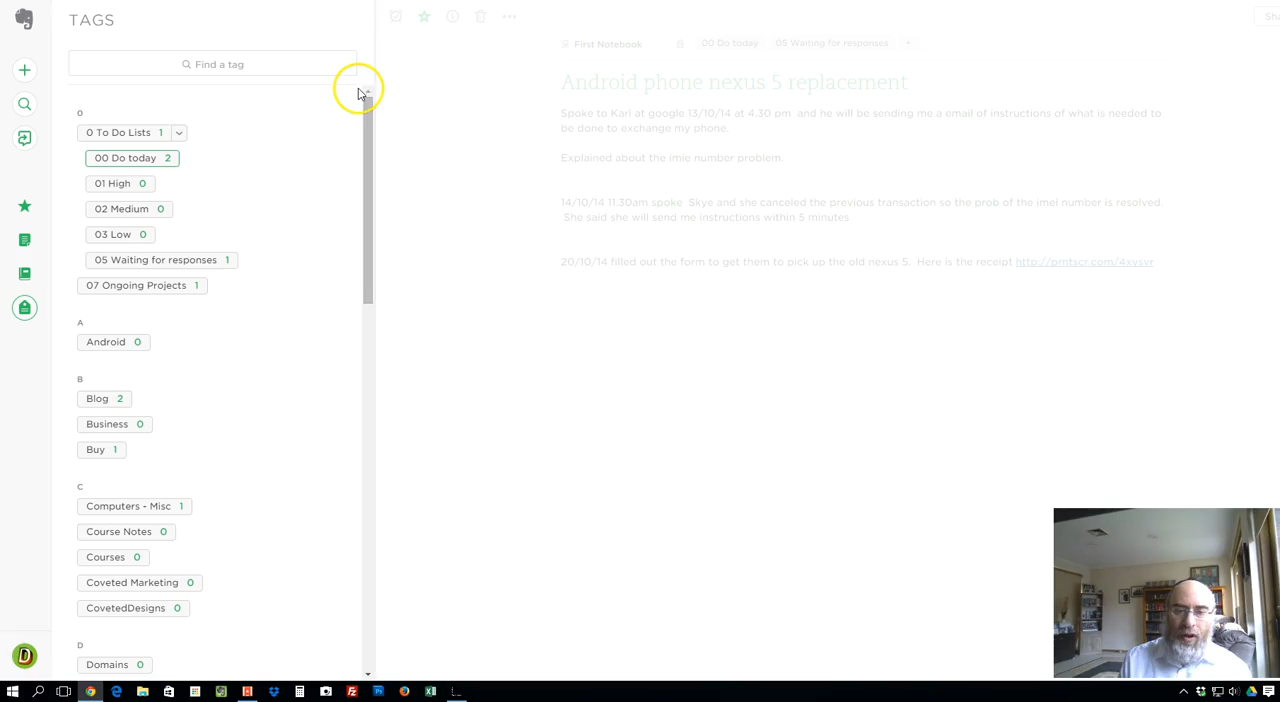 TAGS
Find a tag
0
0 To Do Lists 1
00 Do today 2
01 High 0
02 Medium 0
03 Low 0
05 Waiting for responses 1
07 Ongoing Projects 1
A
Android 0
B
Blog 2
Business 0
Buy 1
C
Computers - Misc 1
Course Notes 0
Courses 0
Coveted Marketing 0
CovetedDesigns 0
D
Domains 0
Sha
First Notebook 00 Do today 05 Waiting for responses +
Android phone nexus 5 replacement
Spoke to Karl at google 13/10/14 at 4.30 pm and he will be sending me a email of instructions of what is needed to
be done to exchange my phone.
Explained about the imie number problem.
14/10/14 11.30am spoke Skye and she canceled the previous transaction so the prob of the imei number is resolved.
She said she will send me instructions within 5 minutes
20/10/14 filled out the form to get them to pick up the old nexus 5. Here is the receipt http://prntscr.com/4xysvr